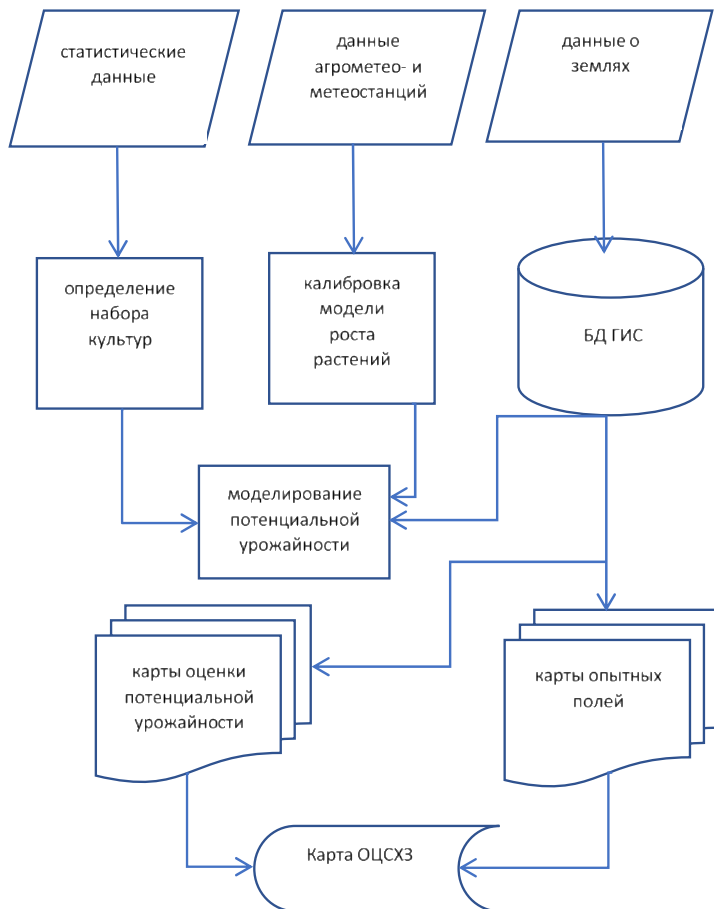 статистические
данные
данные
агрометео- и
метеостанций
данные о
землях
определение
набора
культур
калибровка
модели
роста
растений
БД ГИС
моделирование
потенциальной
урожайности
карты оценки
потенциальной
урожайности
карты опытных
полей
Карта ОЦСХЗ